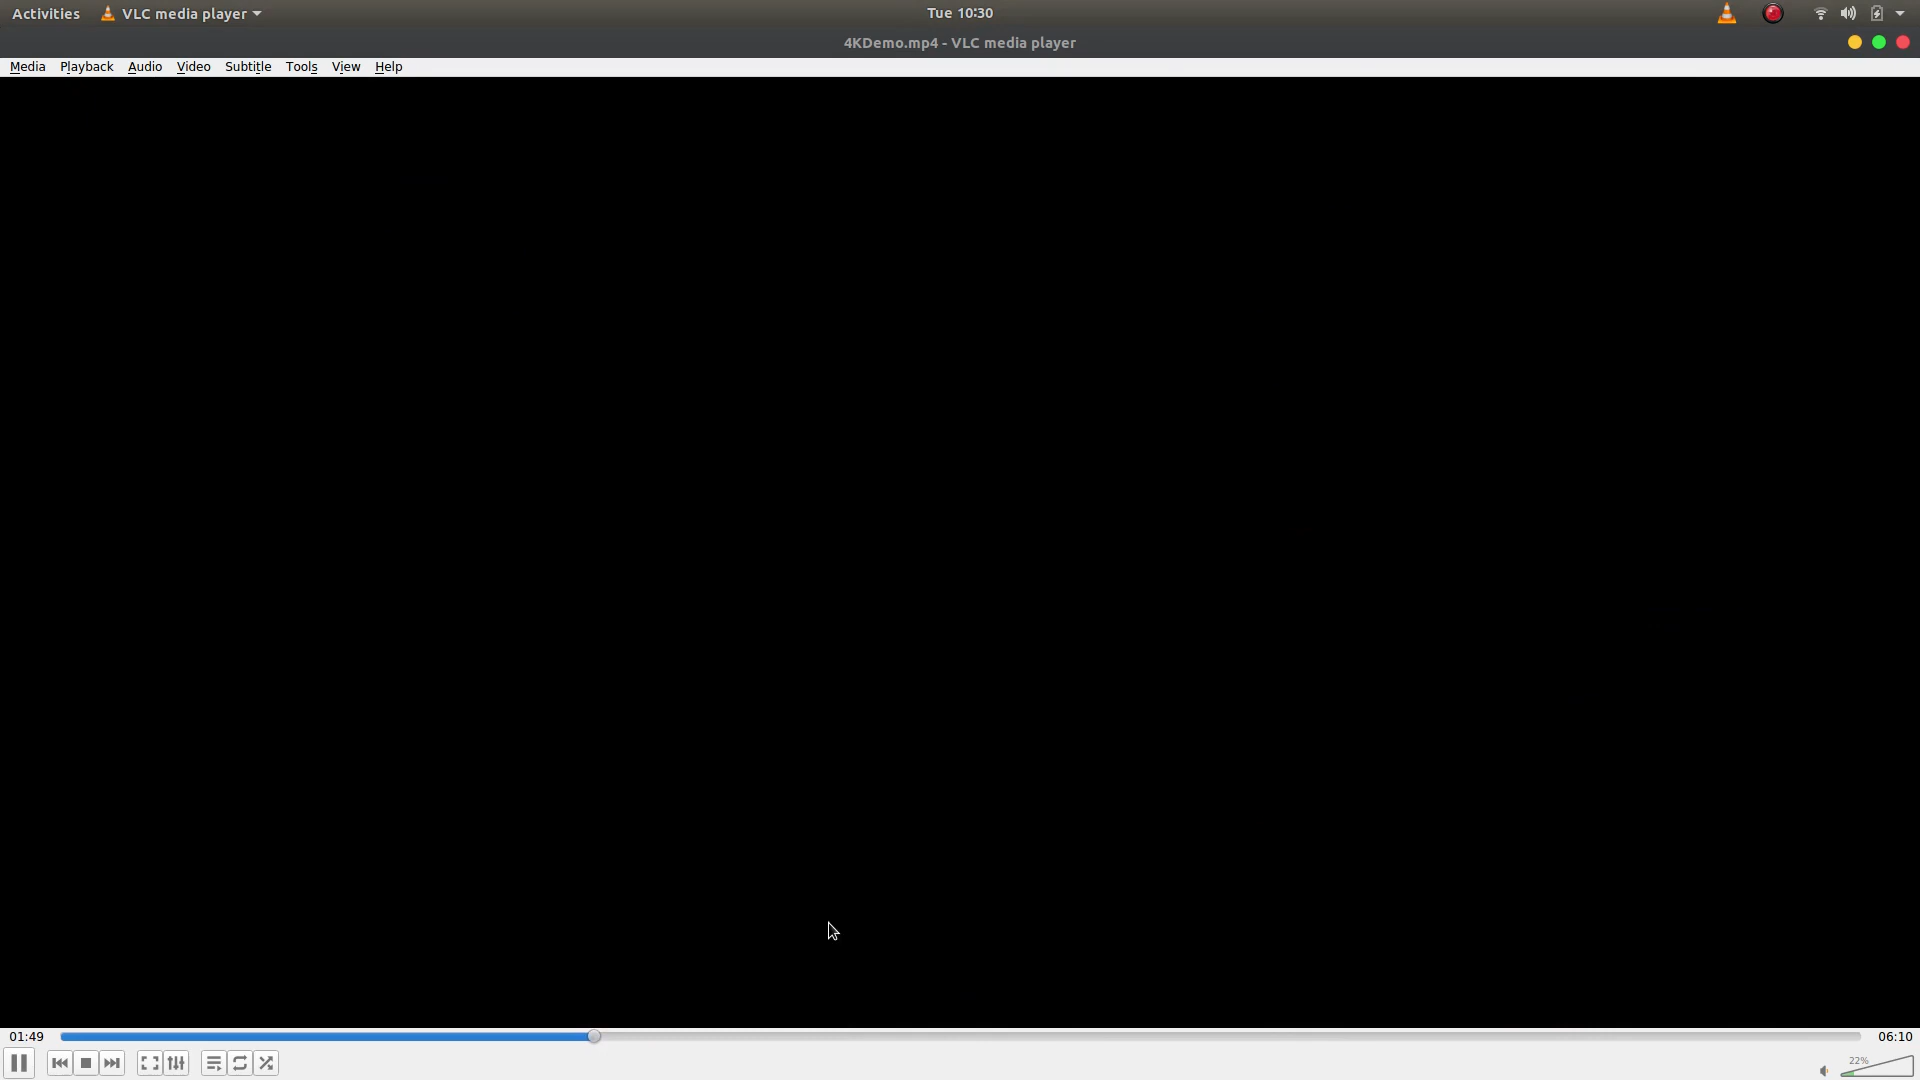 Activities VLC media player Tue 10:30
4KDemo.mp4 - VLC media player
Media Playback Audio Video Subtitle Tools View Help
01:49 06:10
22%